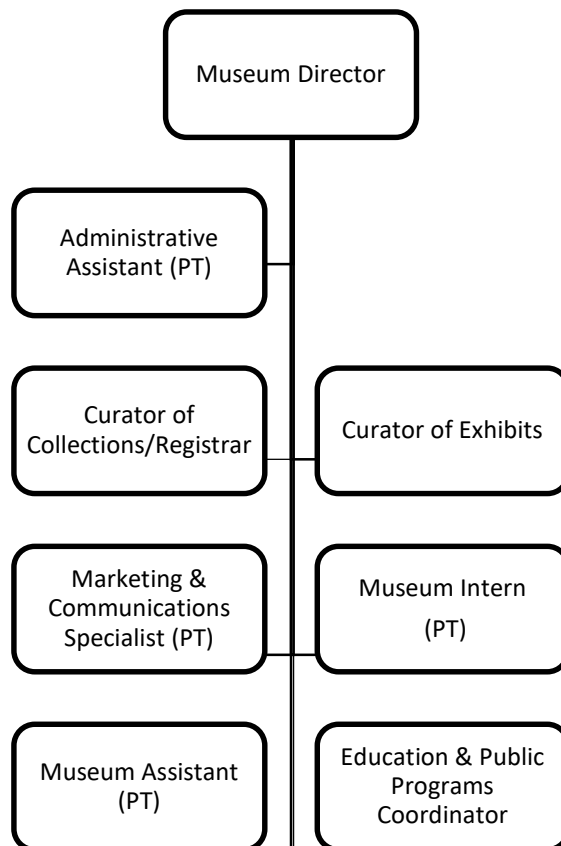 Museum Director
Administrative
Assistant (PT)
Curator of
Collections/Registrar
Curator of Exhibits
Marketing &
Communications
Specialist (PT)
Museum Intern
(PT)
Museum Assistant
(PT)
Education & Public
Programs
Coordinator